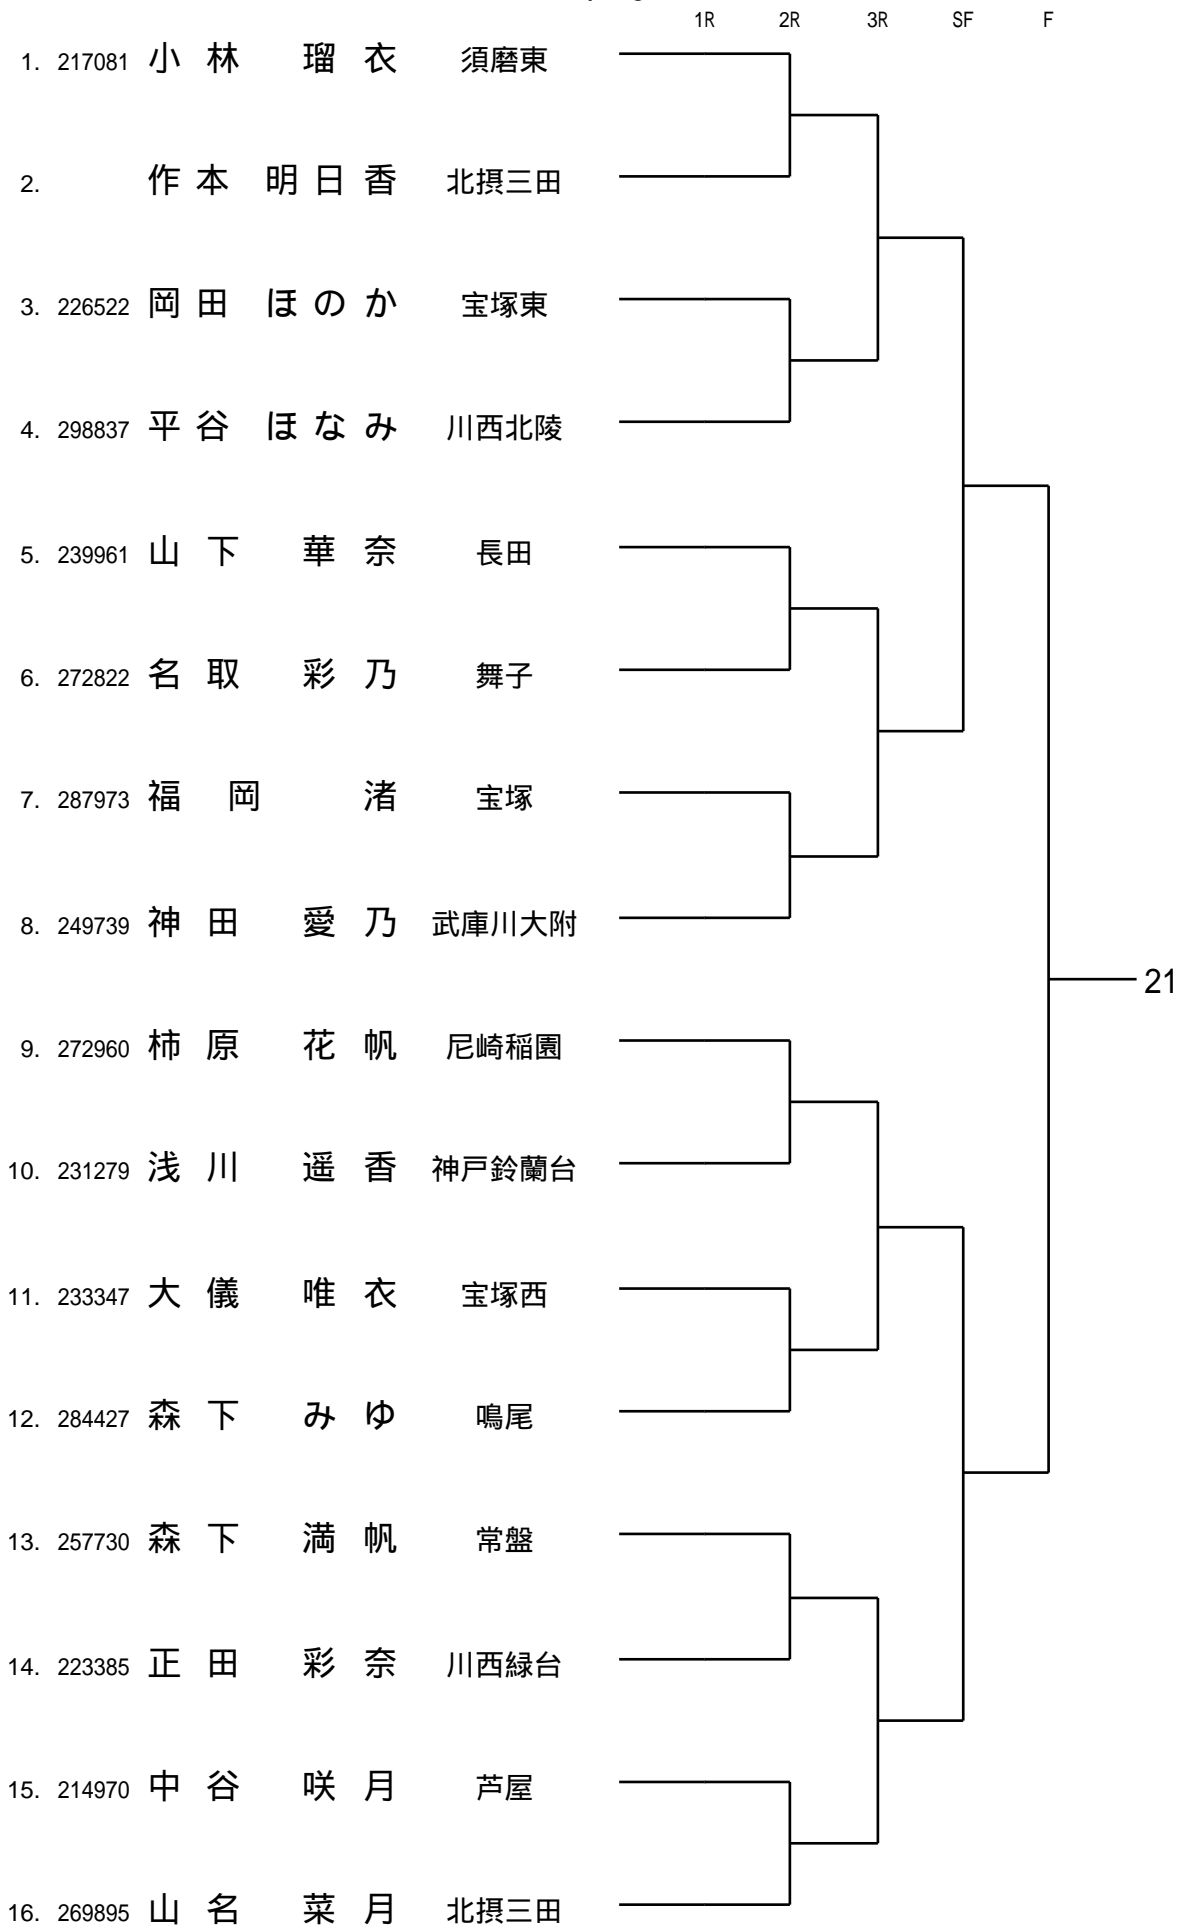 1R 2R 3R SF F
1. 217081 小林 瑠衣 須磨東
2. 作本 明日香 北摂三田
3. 226522 岡田 ほのか 宝塚東
4. 298837 平谷 ほなみ 川西北陵
5. 239961 山下 華奈 長田
6. 272822 名取 彩乃 舞子
7. 287973 福岡 渚 宝塚
8. 249739 神田 愛乃 武庫川大附
21
9. 272960 柿原 花帆 尼崎稲園
10. 231279 浅川 遥香 神戸鈴蘭台
11. 233347 大儀 唯衣 宝塚西
12. 284427 森下 みゆ 鳴尾
13. 257730 森下 満帆 常盤
14. 223385 正田 彩奈 川西緑台
15. 214970 中谷 咲月 芦屋
16. 269895 山名 菜月 北摂三田